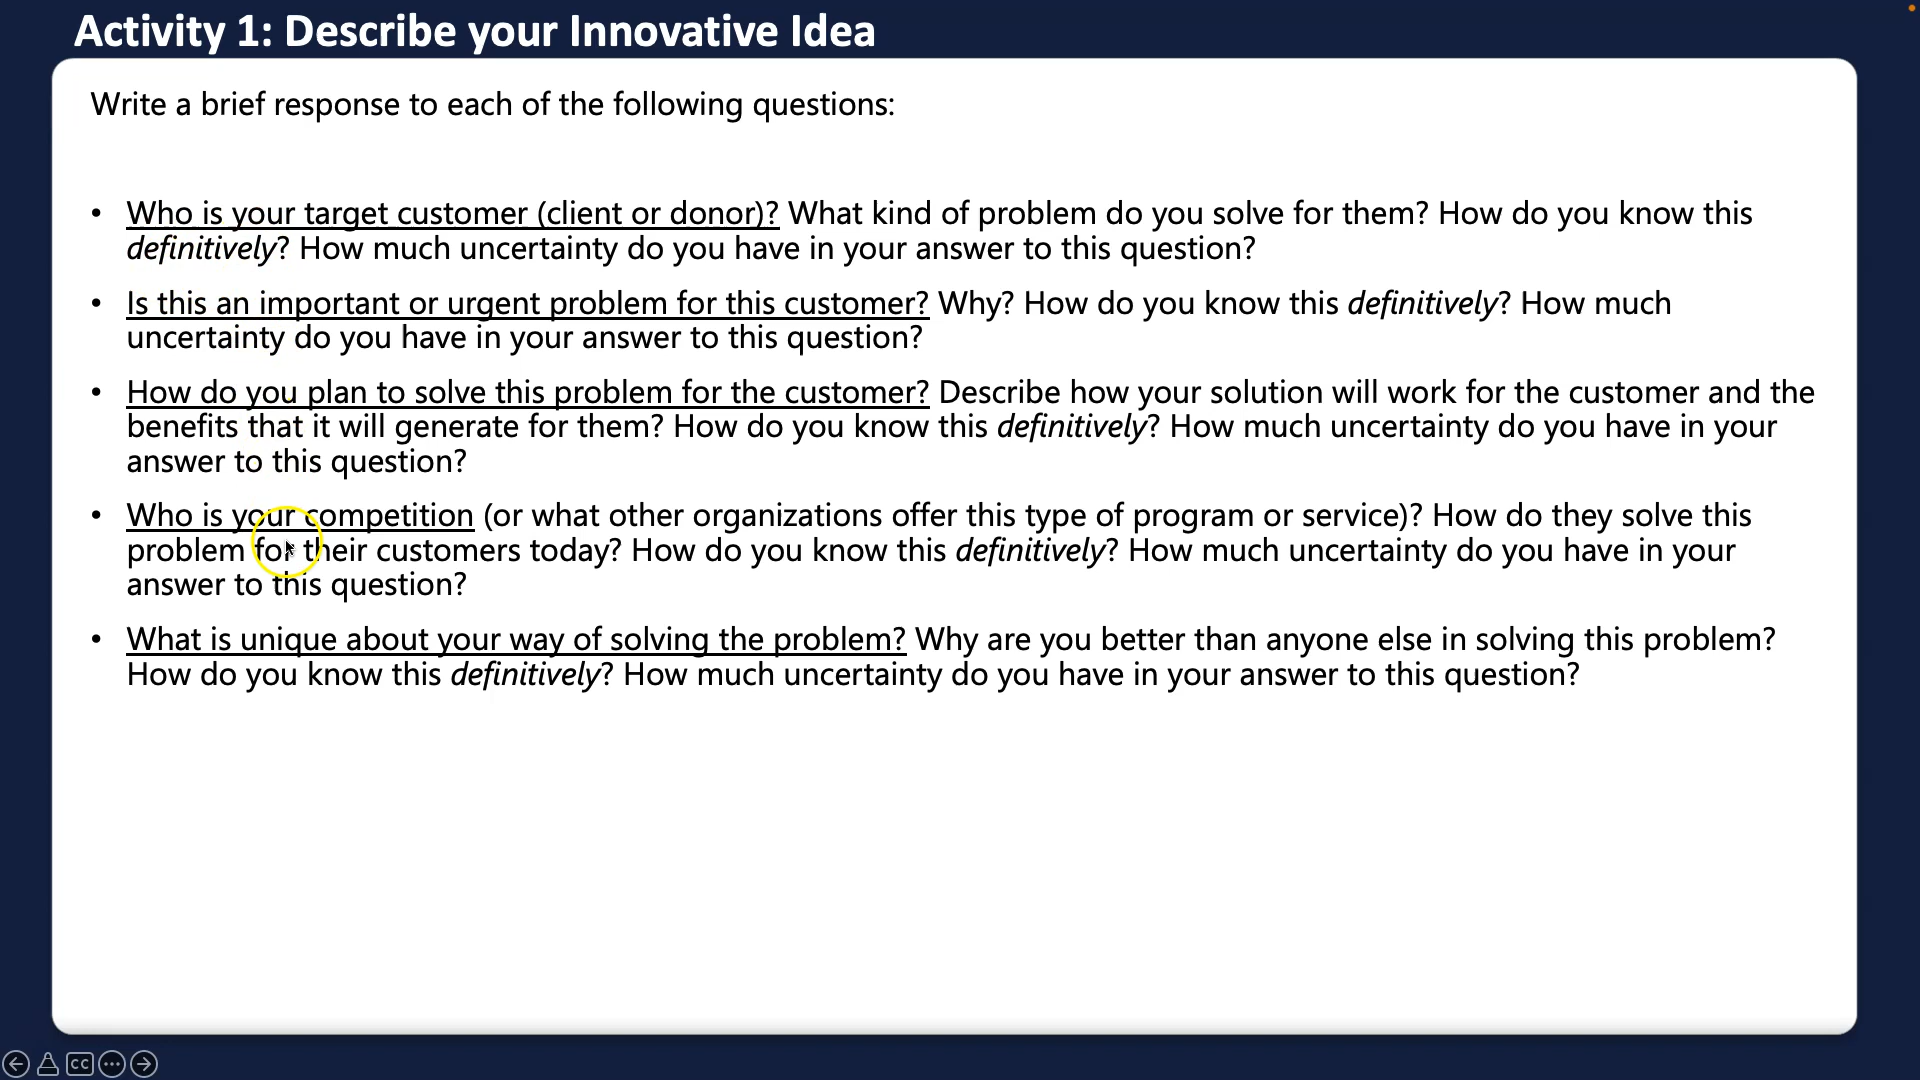 Activity 1: Describe your Innovative Idea
Write a brief response to each of the following questions:
• Who is your target customer (client or donor)? What kind of problem do you solve for them? How do you know this
definitively? How much uncertainty do you have in your answer to this question?
• Is this an important or urgent problem for this customer? Why? How do you know this definitively? How much
uncertainty do you have in your answer to this question?
• How do you plan to solve this problem for the customer? Describe how your solution will work for the customer and the
benefits that it will generate for them? How do you know this definitively? How much uncertainty do you have in your
answer to this question?
• Who is your competition (or what other organizations offer this type of program or service)? How do they solve this
problem for their customers today? How do you know this definitively? How much uncertainty do you have in your
answer to this question?
• What is unique about your way of solving the problem? Why are you better than anyone else in solving this problem?
How do you know this definitively? How much uncertainty do you have in your answer to this question?
CC